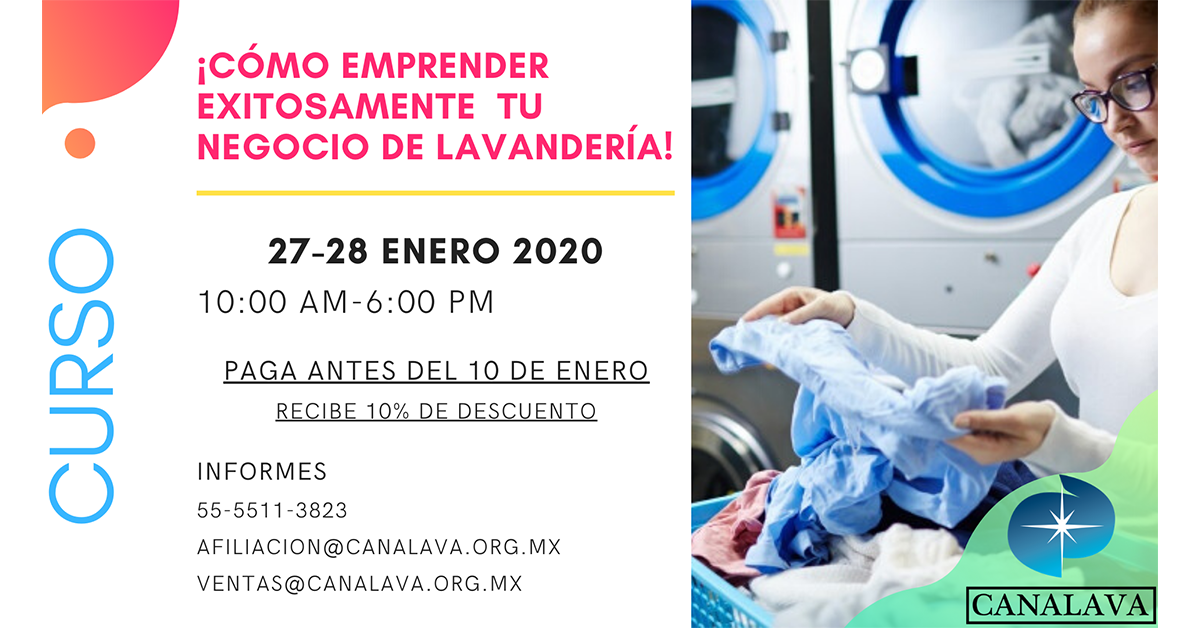 CURSO
¡CÓMO EMPRENDER
EXITOSAMENTE TU
NEGOCIO DE LAVANDERÍA!
27-28 ENERO 2020
10:00 AM-6:00 PM
PAGA ANTES DEL 10 DE ENERO
RECIBE 10% DE DESCUENTO
INFORMES
55-5511-3823
AFILIACION@CANALAVA.ORG.MX
VENTAS@CANALAVA.ORG.MX
CANALAVA